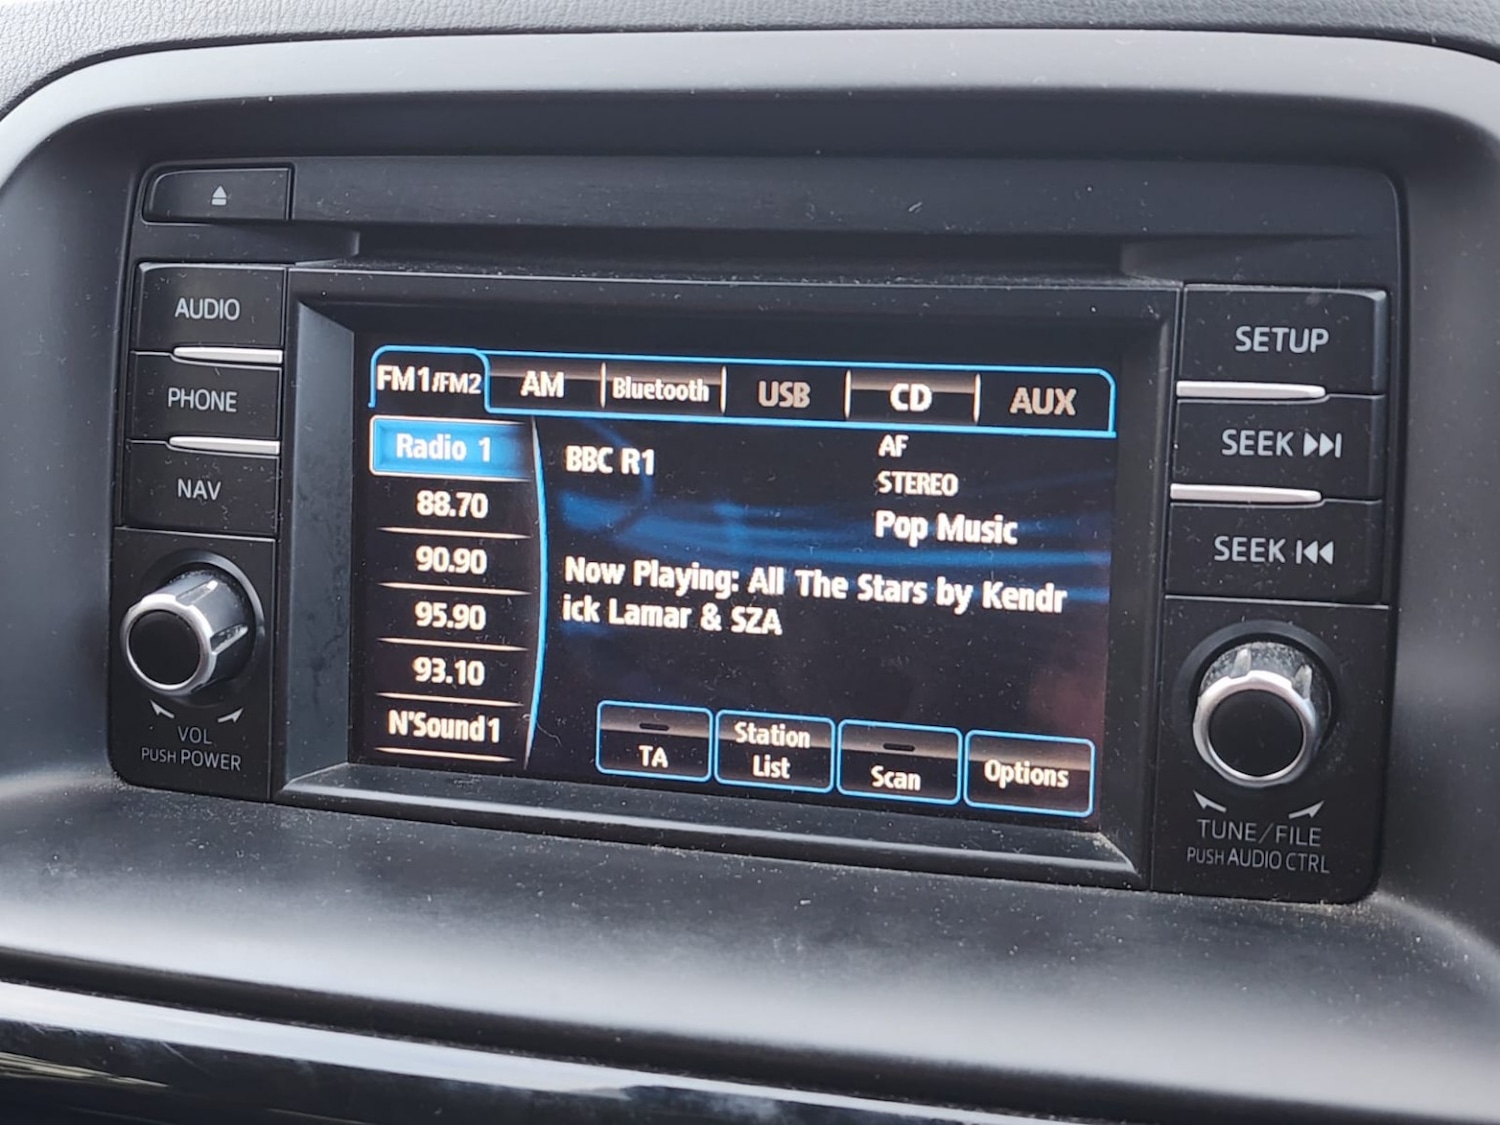 AUDIO
PHONE
NAV
VOL
PUSH POWER
FM1/FM2 AM Bluetooth USB CD AUX
Radio 1
88.70
90.90
95.90
93.10
N'Sound1
BBC R1
AF
STEREO
Pop Music
Now Playing: All The Stars by Kendr
ick Lamar & SZA
TA
Station
List
Scan
Options
SETUP
SEEK
SEEK
TUNE/FILE
PUSH AUDIO CTRL